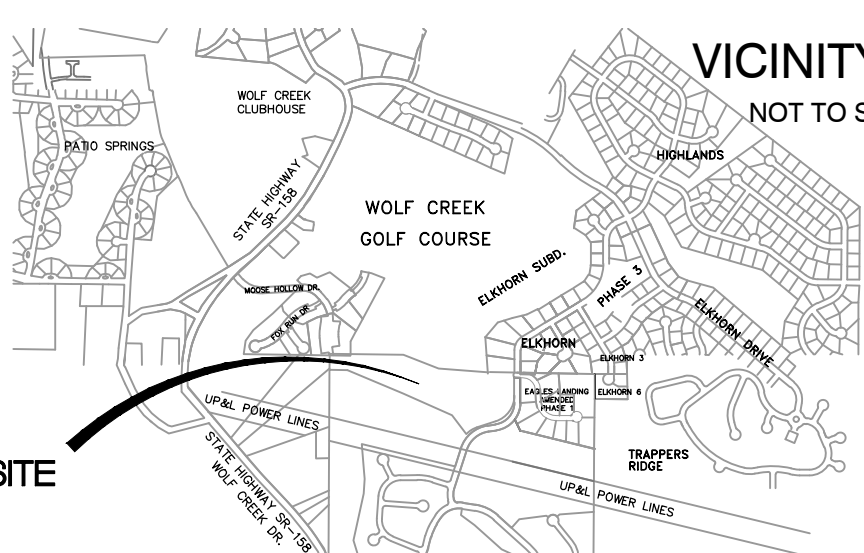 VICINITY
NOT TO S
WOLF CREEK
CLUBHOUSE
PATIO SPRINGS
HIGHLANDS
STATE HIGHWAY
SR-158
WOLF CREEK
GOLF COURSE
ELKHORN SUBD.
PHASE 3
MOOSE HOLLOW DR.
FOX RUN DR
ELKHORN DRIVE
ELKHORN
ELKHORN 3
EAGLES LANDING
AMENDED
PHASE 1
ELKHORN 6
UP&L POWER LINES
SITE
STATE HIGHWAY SR-158
WOLF CREEK DR.
TRAPPERS
RIDGE
UP&L POWER LINES